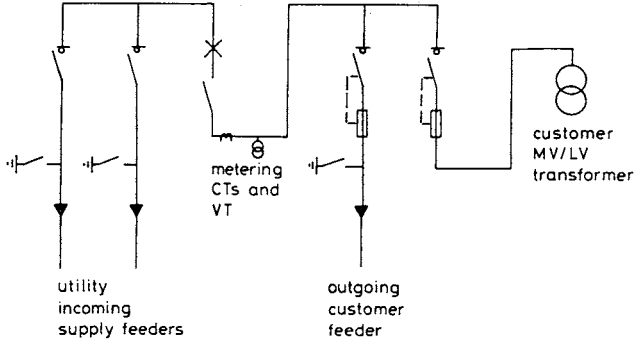 metering
CTs and
VT
customer
MV/LV
transformer
utility
incoming
supply feeders
outgoing
customer
feeder